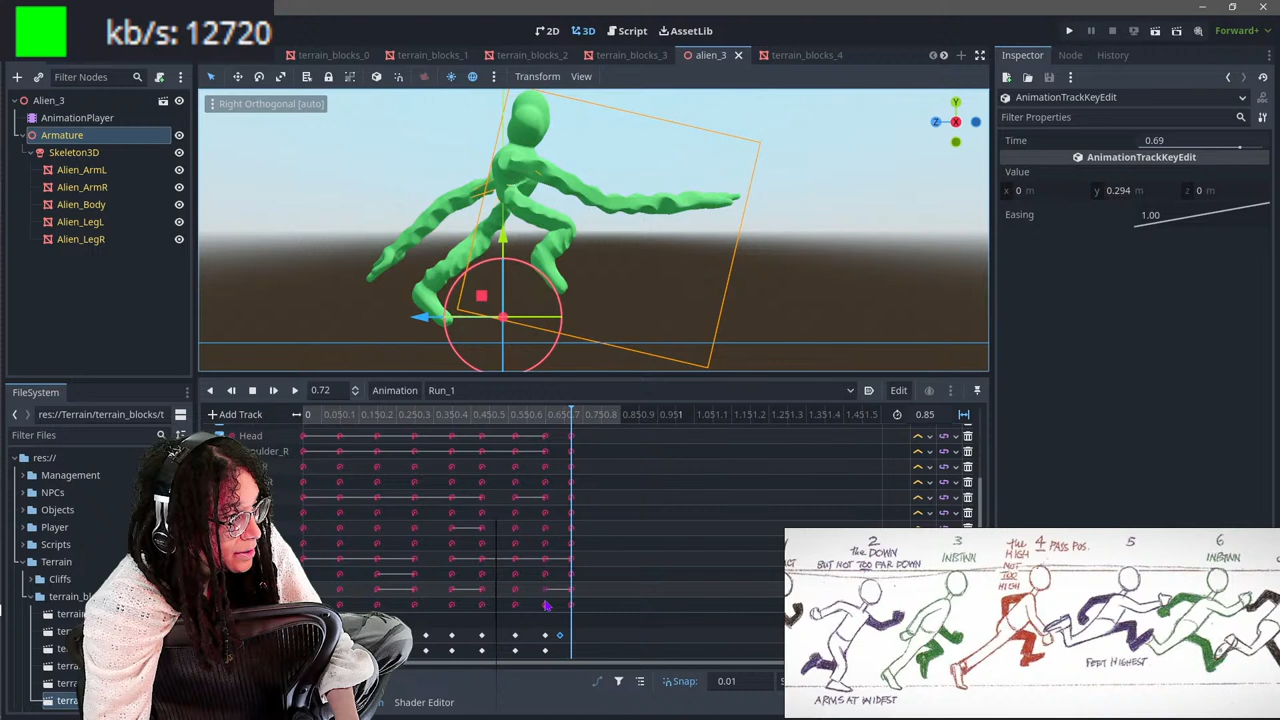 kb/s: 12720
2D 3D Script AssetLib
Forward+
terrain_blocks_0 terrain_blocks_1 terrain_blocks_2 terrain_blocks_3 alien_3 terrain_blocks_4
Inspector Node History
Filter Nodes
Transform View
Alien_3
AnimationPlayer
Armature
Skeleton3D
Alien_ArmL
Alien_ArmR
Alien_Body
Alien_LegL
Alien_LegR
Right Orthogonal [auto]
Y
Z
X
AnimationTrackKeyEdit
Filter Properties
Time 0.69
AnimationTrackKeyEdit
Value
x 0 m y 0.294 m z 0 m
Easing 1.00
FileSystem
res://Terrain/terrain_blocks/t
Filter Files
res://
Management
NPCs
Objects
Player
Scripts
Terrain
Cliffs
0.72 Animation Run_1 Edit
Add Track
0.85
Head
Snap: 0.01
Shader Editor
2
the DOWN
BUT NOT TOO FAR DOWN
ARMS AT WIDEST
3
the HIGH
NOT TOO HIGH
4 PASS POS.
5
FEET HIGHEST
6